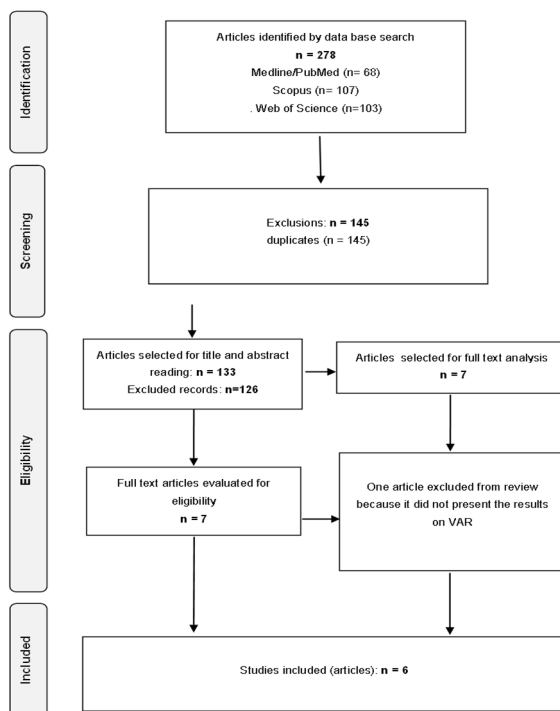 Identification
Articles identified by data base search
n = 278
Medline/PubMed (n= 68)
Scopus (n= 107)
. Web of Science (n=103)
Screening
Exclusions: n = 145
duplicates (n = 145)
Eligibility
Articles selected for title and abstract
reading: n = 133
Excluded records: n=126
Articles selected for full text analysis
n = 7
Full text articles evaluated for
eligibility
n = 7
One article excluded from review
because it did not present the results
on VAR
Included
Studies included (articles): n = 6